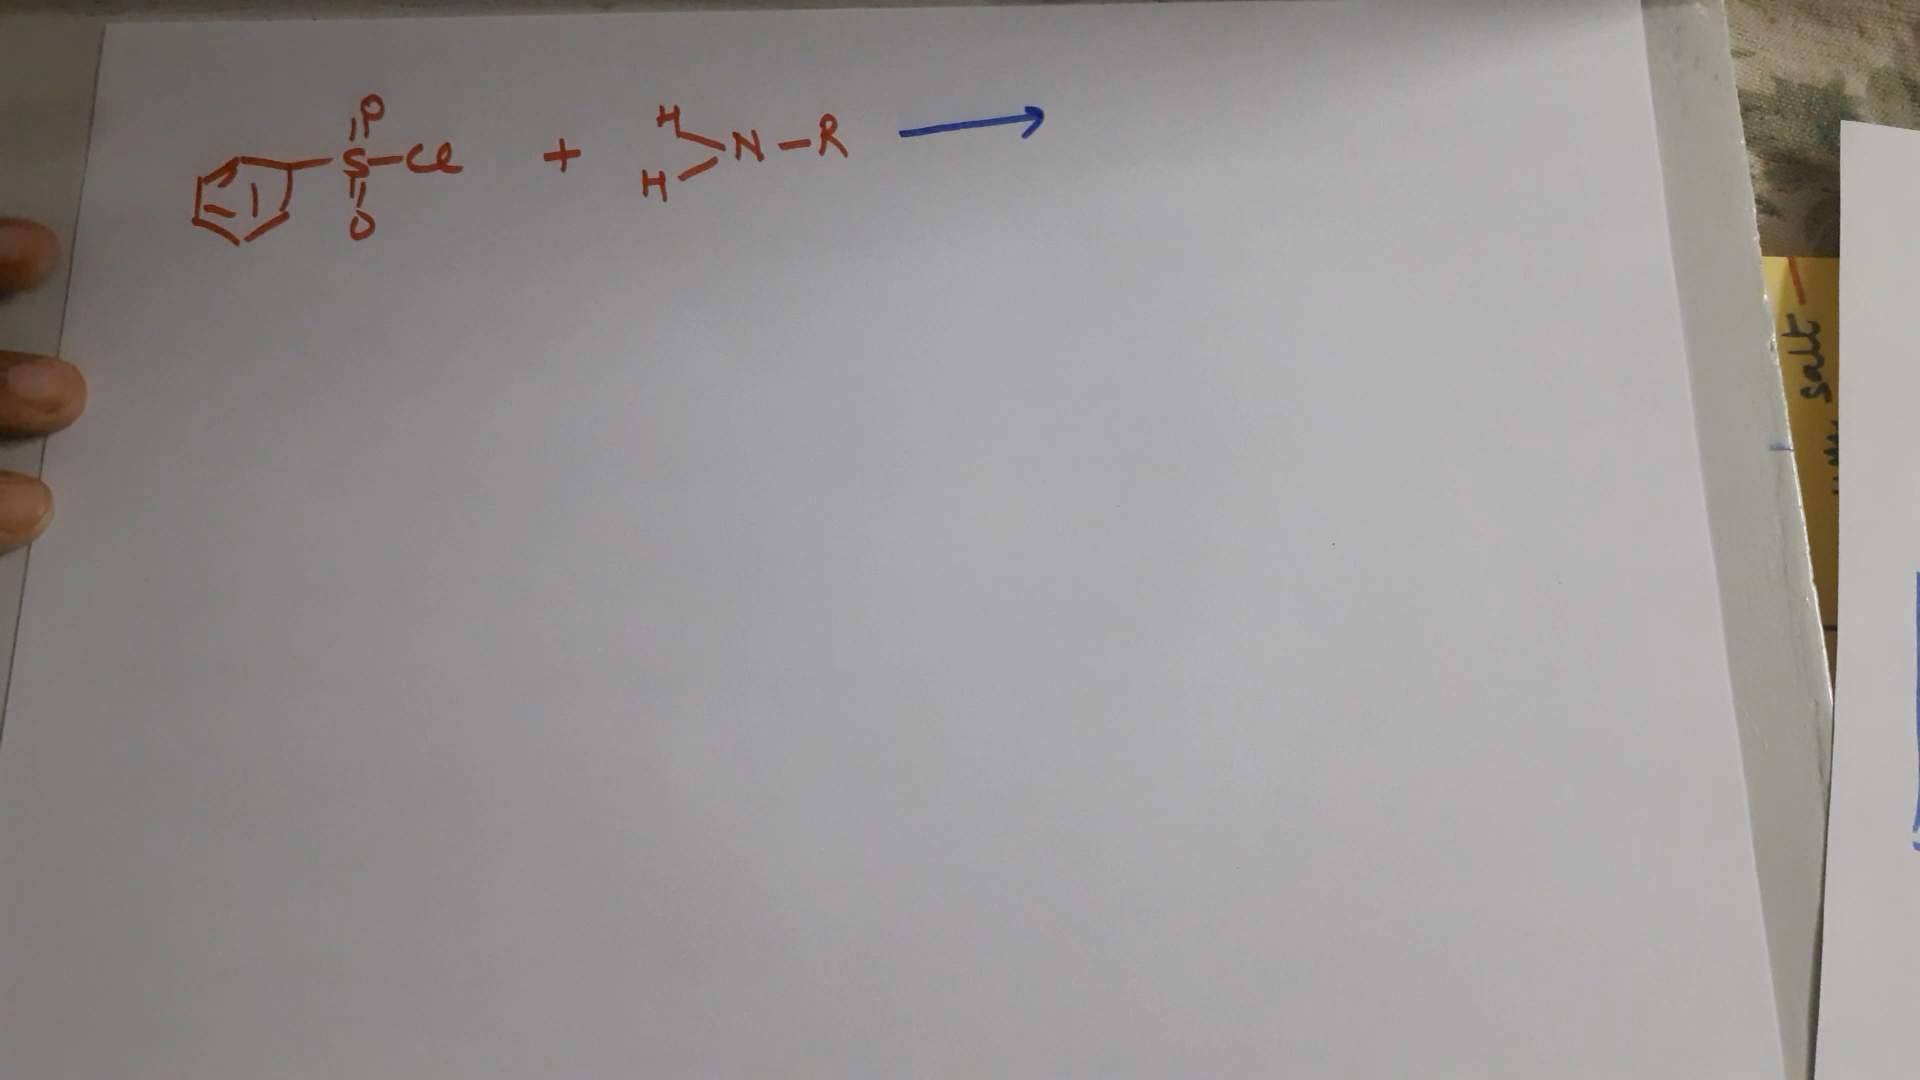 O
H
S-Cl + N-R →
H
O
salt